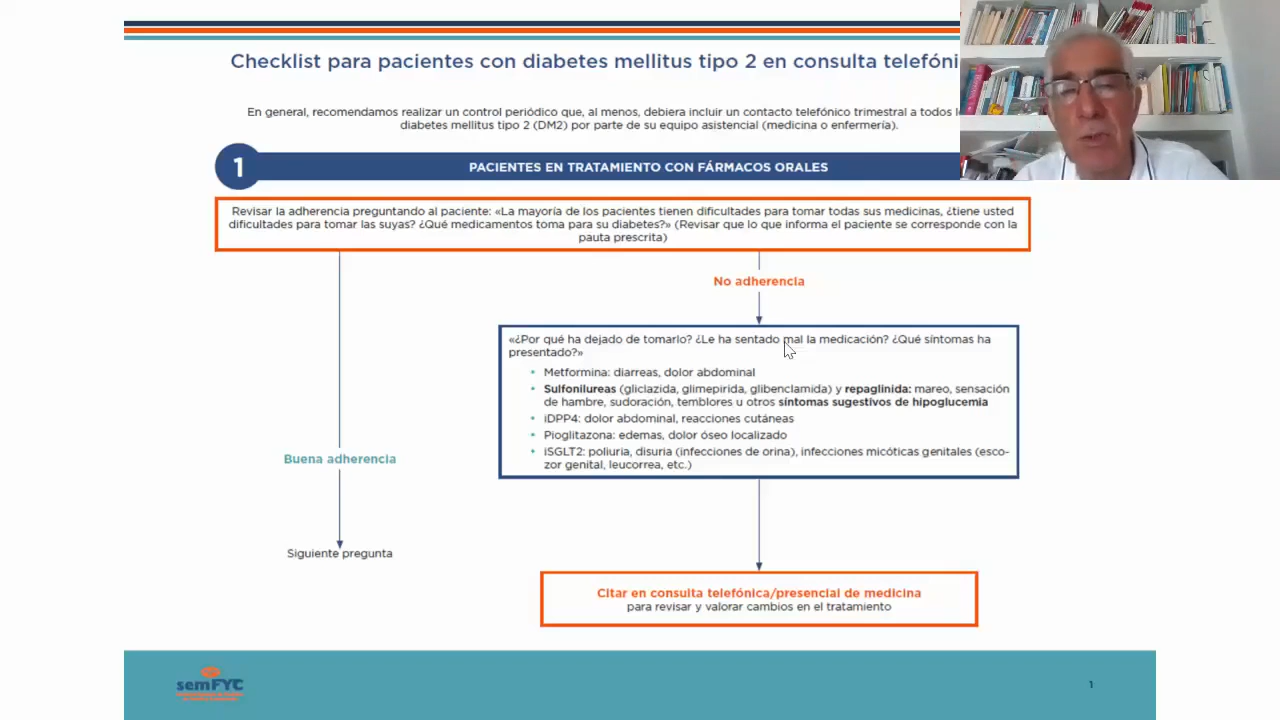 Checklist para pacientes con diabetes mellitus tipo 2 en consulta
En general, recomendamos realizar un control periódico que, al menos, debiera incluir un contacto telefónico trimestral a todos
diabetes mellitus tipo 2 (DM2) por parte de su equipo asistencial (medicina o enfermería).
1
PACIENTES EN TRATAMIENTO CON FÁRMACOS ORALES
Revisar la adherencia preguntando al paciente: «La mayoría de los pacientes tienen dificultades para tomar todas sus medicinas, ¿tiene usted
dificultades para tomar las suyas? ¿Qué medicamentos toma para su diabetes?» (Revisar que lo que informa el paciente se corresponde con la
pauta prescrita)
No adherencia
«¿Por qué ha dejado de tomarlo? ¿Le ha sentado mal la medicación? ¿Qué síntomas ha
presentado?»
• Metformina: diarreas, dolor abdominal
• Sulfonilureas (gliclazida, glimepirida, glibenclamida) y repaglinida: mareo, sensación
de hambre, sudoración, temblores u otros síntomas sugestivos de hipoglucemia
• iDPP4: dolor abdominal, reacciones cutáneas
• Pioglitazona: edemas, dolor óseo localizado
• iSGLT2: poliuria, disuria (infecciones de orina), infecciones micóticas genitales (esco-
zor genital, leucorrea, etc.)
Buena adherencia
Siguiente pregunta
Citar en consulta telefónica/presencial de medicina
para revisar y valorar cambios en el tratamiento
semFYC
1